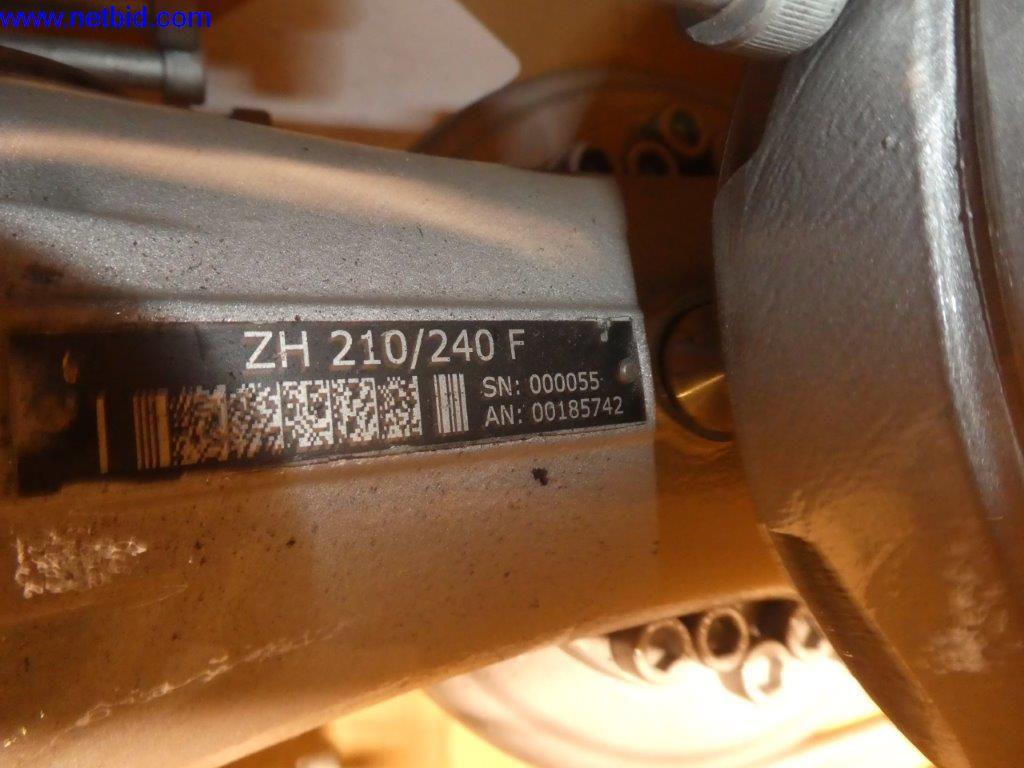 www.netbid.com
ZH 210/240 F
SN: 000055
AN: 00185742